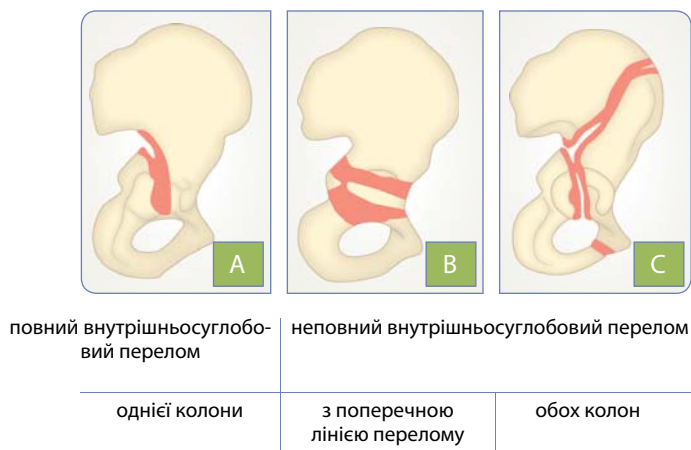 A
B
C
повний внутрішньосуглобо-
вий перелом
неповний внутрішньосуглобовий перелом
однієї колони
з поперечною
лінією перелому
обох колон